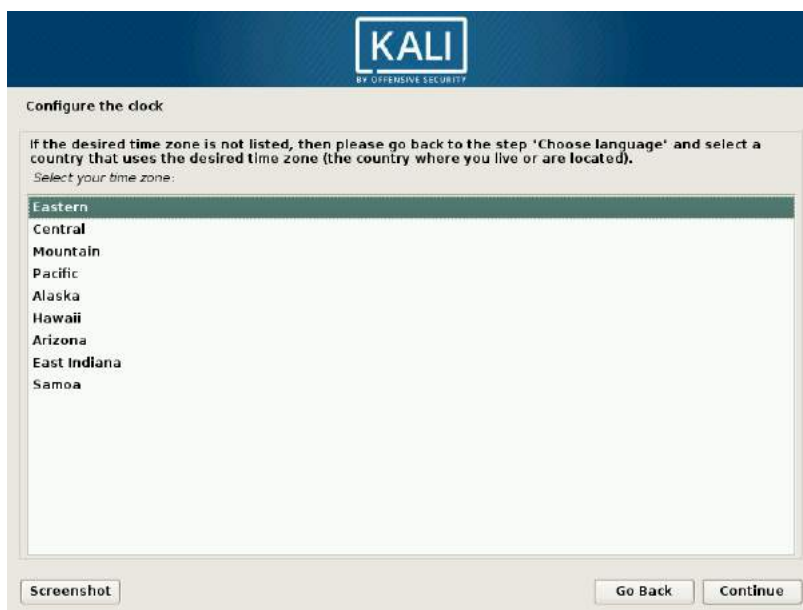 KALI
BY OFFENSIVE SECURITY
Configure the clock
If the desired time zone is not listed, then please go back to the step 'Choose language' and select a
country that uses the desired time zone (the country where you live or are located).
Select your time zone:
Eastern
Central
Mountain
Pacific
Alaska
Hawaii
Arizona
East Indiana
Samoa
Screenshot
Go Back
Continue